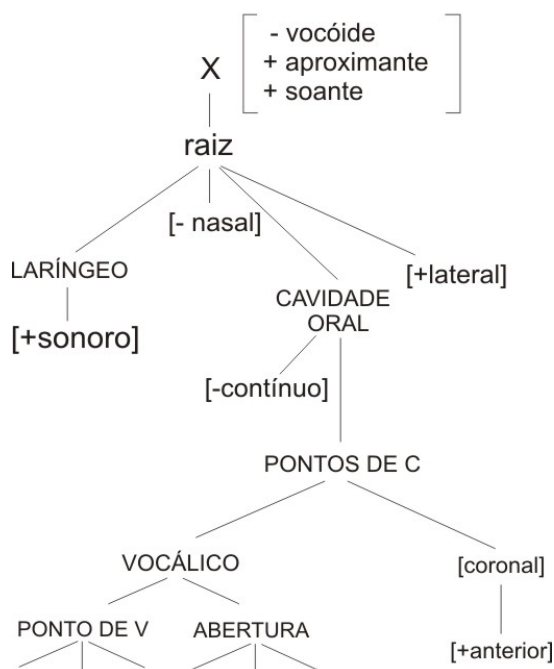 - vocóide
X + aproximante
+ soante
raiz
[- nasal]
LARÍNGEO
[+lateral]
CAVIDADE
ORAL
[+sonoro]
[-contínuo]
PONTOS DE C
VOCÁLICO
[coronal]
PONTO DE V
ABERTURA
[+anterior]